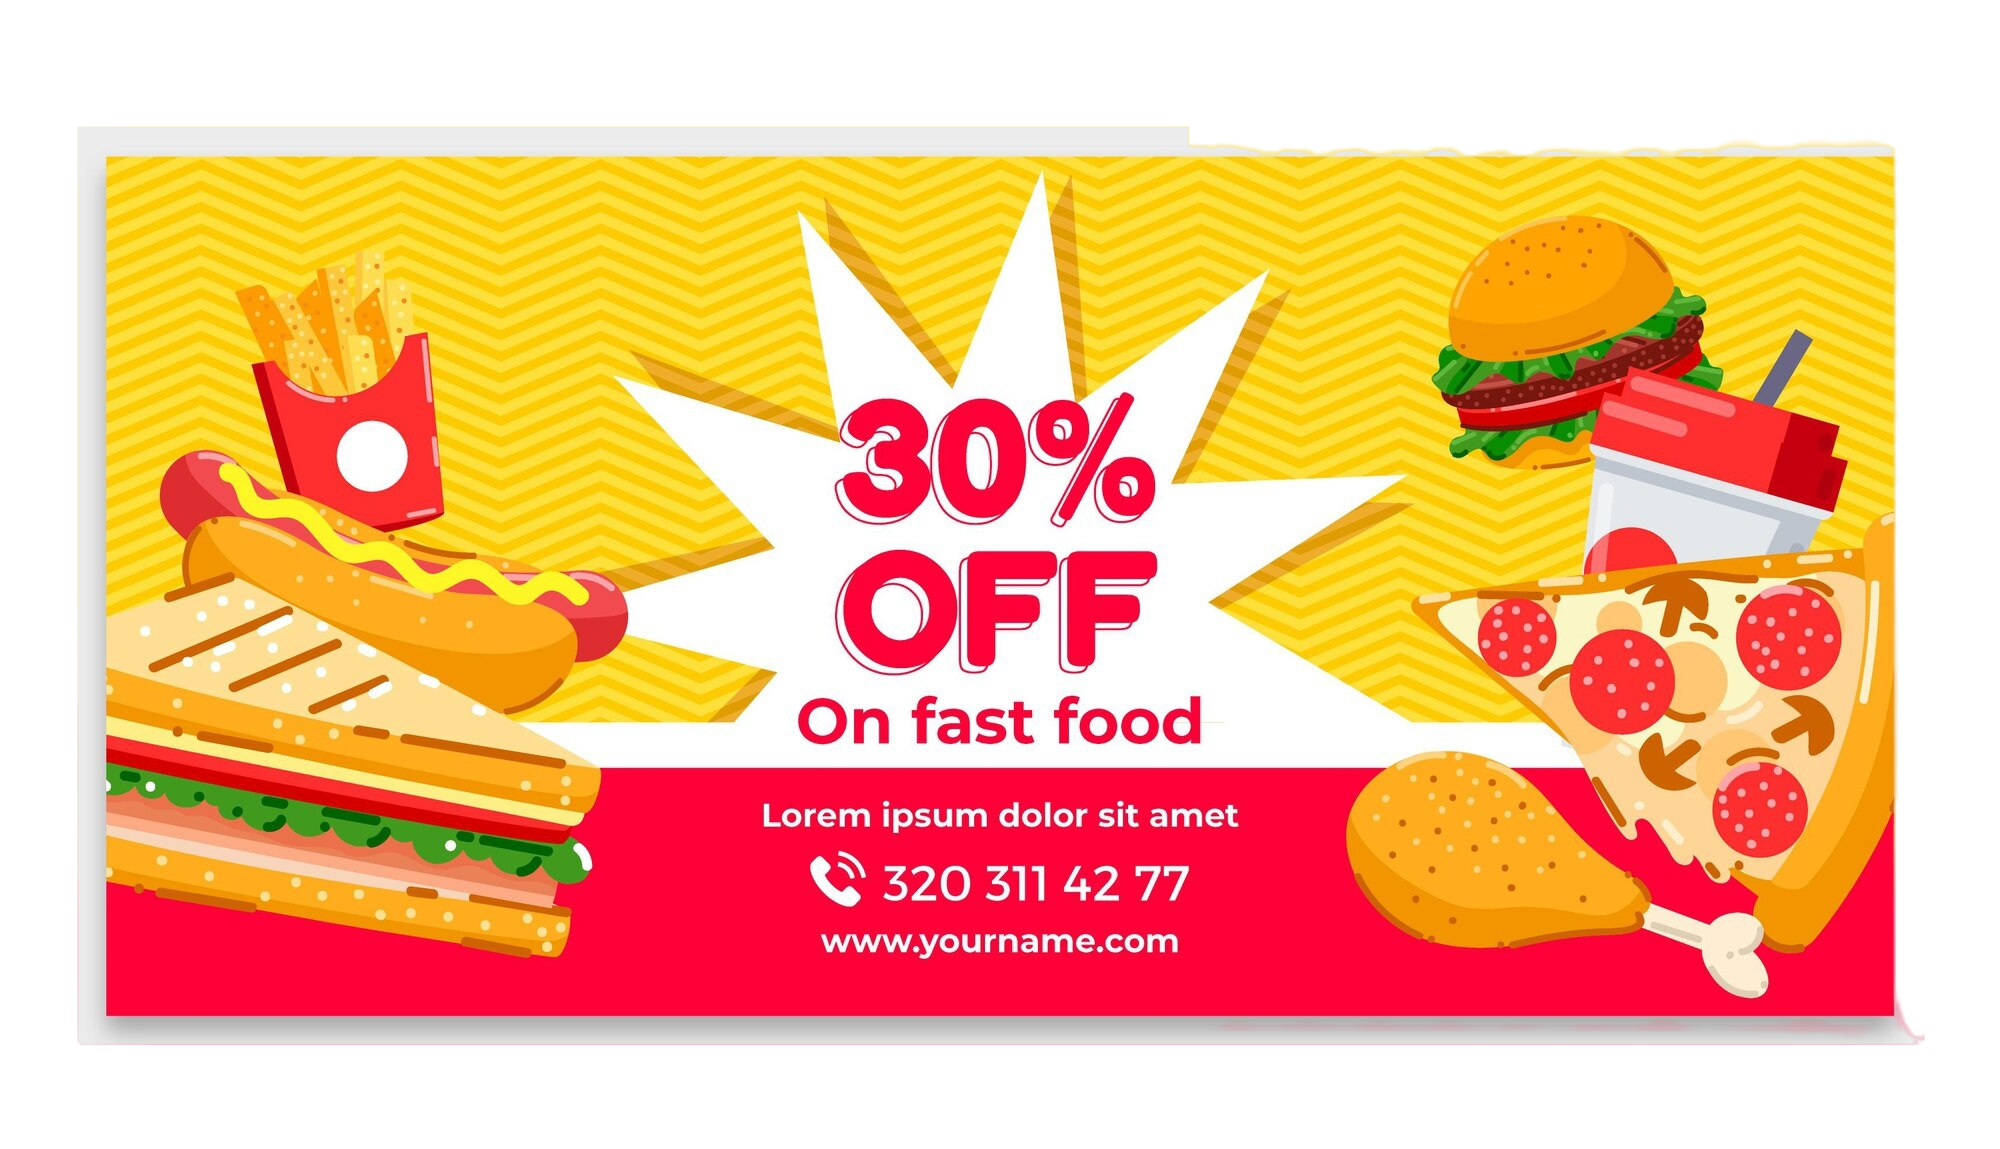 30%
OFF
On fast food
Lorem ipsum dolor sit amet
320 311 42 77
www.yourname.com